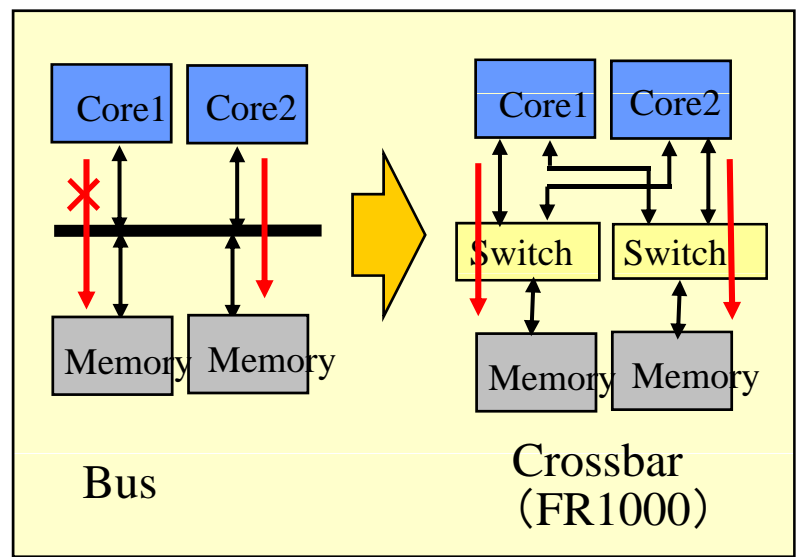 Core1
Core2
Memory
Memory
Bus
Core1
Core2
Switch
Switch
Memory
Memory
Crossbar
（FR1000）